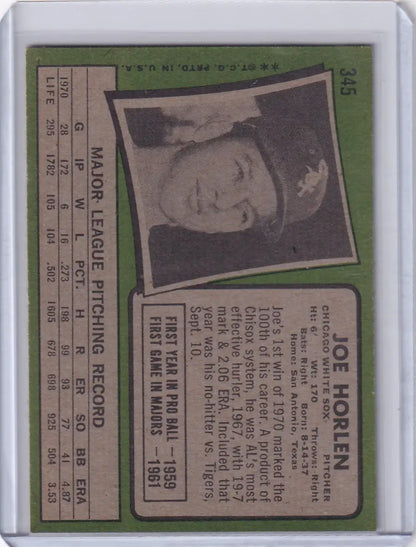 345
JOE HORLEN
CHICAGO WHITE SOX PITCHER
Ht: 6' Wt: 170 Throws: Right
Bats: Right Born: 8-14-37
Home: San Antonio, Texas
Joe's 1st win of 1970 marked the
100th of his career. A product of
Chisox system, he was AL's most
effective hurler, 1967, with 19-7
mark & 2.06 ERA. Included that
year was his no-hitter vs. Tigers,
Sept. 10.
FIRST YEAR IN PRO BALL — 1959
FIRST GAME IN MAJORS 1961
MAJOR LEAGUE PITCHING RECORD
G IP W L PCT. H R ER SO BB ERA
1970 28 172 6 16 .273 198 99 93 77 41 4.87
LIFE 295 1782 105 104 .502 1605 678 698 925 504 3.53
**©T.C.G. PRTD. IN U.S.A.